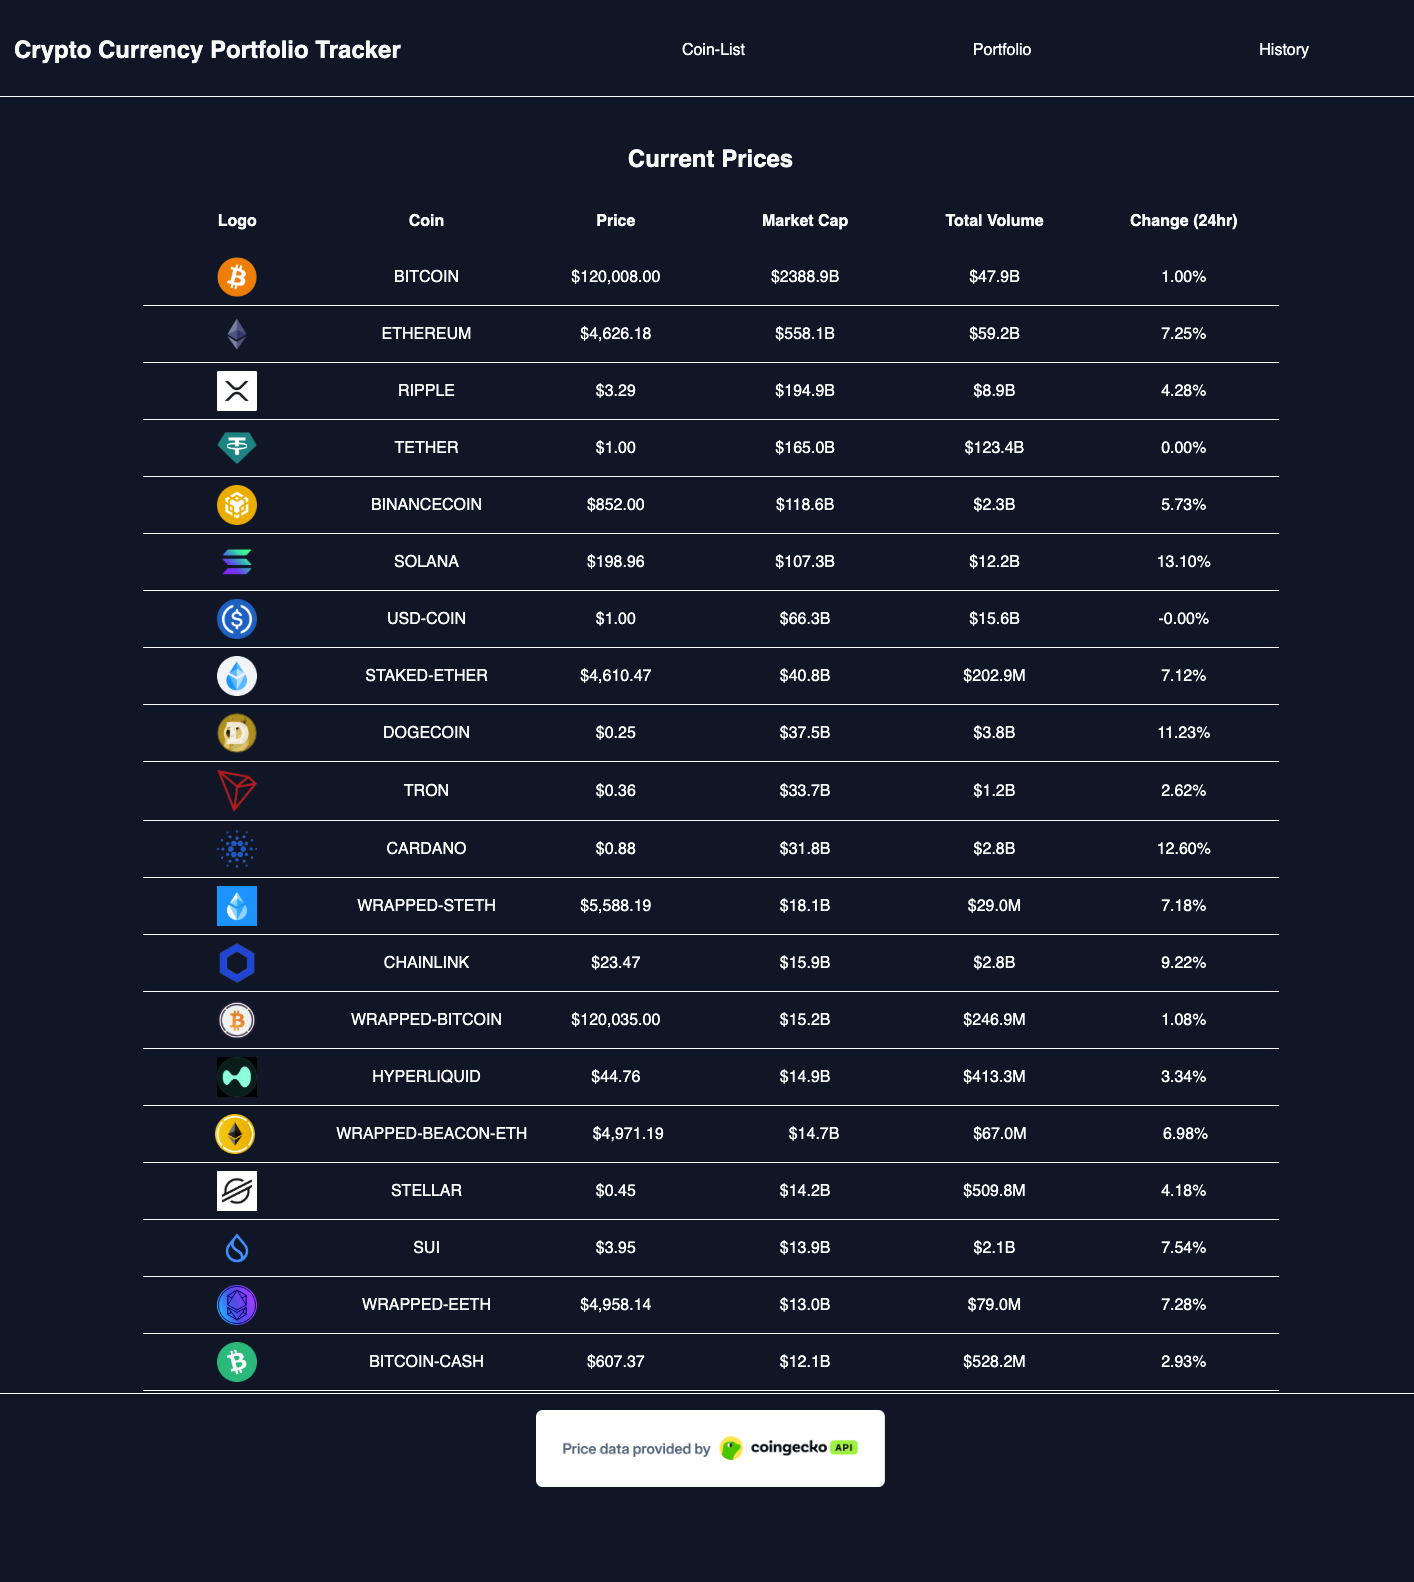 Crypto Currency Portfolio Tracker Coin-List Portfolio History
Current Prices
Logo Coin Price Market Cap Total Volume Change (24hr)
BITCOIN $120,008.00 $2388.9B $47.9B 1.00%
ETHEREUM $4,626.18 $558.1B $59.2B 7.25%
RIPPLE $3.29 $194.9B $8.9B 4.28%
TETHER $1.00 $165.0B $123.4B 0.00%
BINANCECOIN $852.00 $118.6B $2.3B 5.73%
SOLANA $198.96 $107.3B $12.2B 13.10%
USD-COIN $1.00 $66.3B $15.6B -0.00%
STAKED-ETHER $4,610.47 $40.8B $202.9M 7.12%
DOGECOIN $0.25 $37.5B $3.8B 11.23%
TRON $0.36 $33.7B $1.2B 2.62%
CARDANO $0.88 $31.8B $2.8B 12.60%
WRAPPED-STETH $5,588.19 $18.1B $29.0M 7.18%
CHAINLINK $23.47 $15.9B $2.8B 9.22%
WRAPPED-BITCOIN $120,035.00 $15.2B $246.9M 1.08%
HYPERLIQUID $44.76 $14.9B $413.3M 3.34%
WRAPPED-BEACON-ETH $4,971.19 $14.7B $67.0M 6.98%
STELLAR $0.45 $14.2B $509.8M 4.18%
SUI $3.95 $13.9B $2.1B 7.54%
WRAPPED-EETH $4,958.14 $13.0B $79.0M 7.28%
BITCOIN-CASH $607.37 $12.1B $528.2M 2.93%
Price data provided by coingecko API